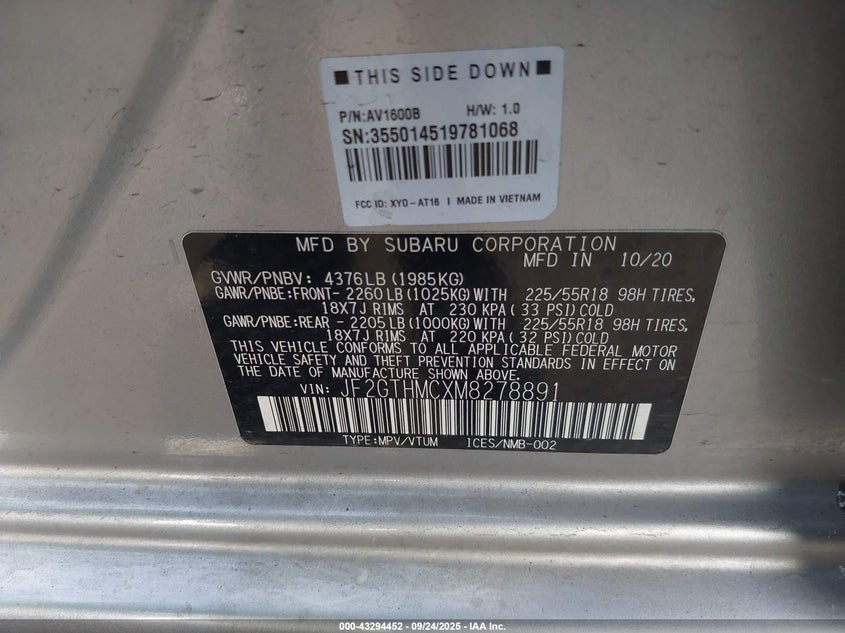 THIS SIDE DOWN
P/N:AV1600B H/W: 1.0
SN:355014519781068
FCC ID: XYO-AT16 I MADE IN VIETNAM
MFD BY SUBARU CORPORATION
MFD IN 10/20
GVWR/PNBV: 4376LB(1985KG)
GAWR/PNBE:FRONT- 2260LB(1025KG)WITH 225/55R18 98H TIRES,
18X7J RIMS AT 230 KPA(33 PSI)COLD
GAWR/PNBE:REAR - 2205LB(1000KG)WITH 225/55R18 98H TIRES,
18X7J RIMS AT 220 KPA(32 PSI)COLD
THIS VEHICLE CONFORMS TO ALL APPLICABLE FEDERAL MOTOR
VEHICLE SAFETY AND THEFT PREVENTION STANDARDS IN EFFECT ON
THE DATE OF MANUFACTURE SHOWN ABOVE.
VIN: JF2GTHMCXM8278891
TYPE:MPV/VTUM ICES/NMB-002
000-43294452 - 09/24/2025 - IAA Inc.